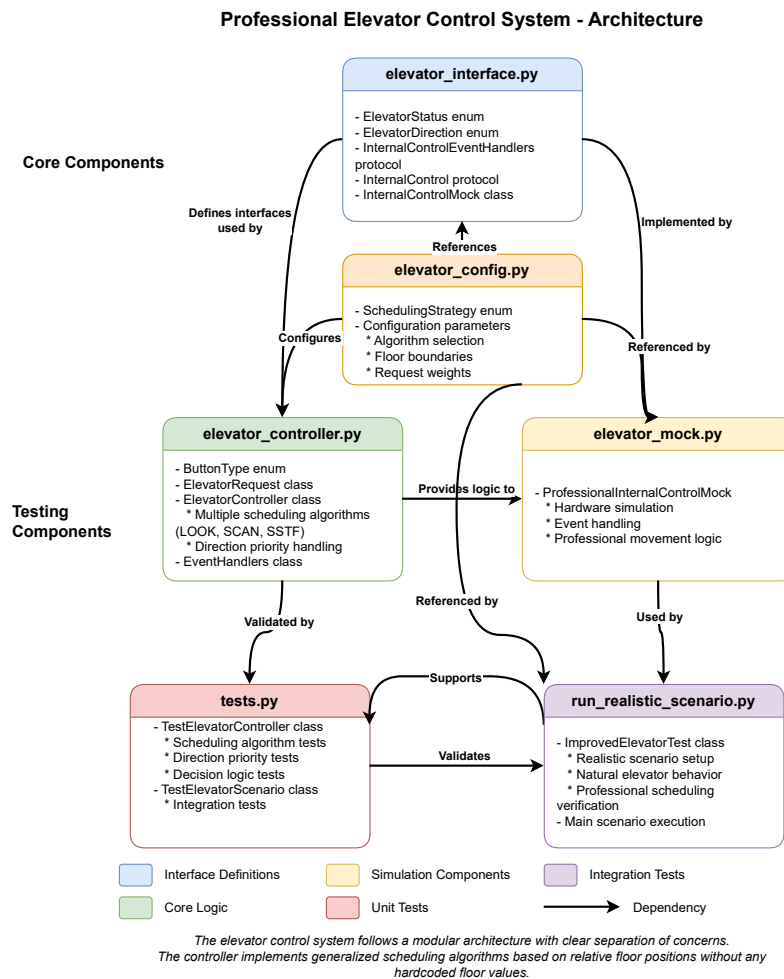 Professional Elevator Control System - Architecture
elevator_interface.py
- ElevatorStatus enum
- ElevatorDirection enum
- InternalControlEventHandlers
protocol
- InternalControl protocol
- InternalControlMock class
Core Components
Defines interfaces
used by
Implemented by
References
elevator_config.py
- SchedulingStrategy enum
- Configuration parameters
* Algorithm selection
* Floor boundaries
* Request weights
Configures
Referenced by
elevator_controller.py
- ButtonType enum
- ElevatorRequest class
- ElevatorController class
* Multiple scheduling algorithms
(LOOK, SCAN, SSTF)
* Direction priority handling
- EventHandlers class
Provides logic to
elevator_mock.py
- ProfessionalInternalControlMock
* Hardware simulation
* Event handling
* Professional movement logic
Testing
Components
Validated by
Referenced by
Used by
Supports
tests.py
- TestElevatorController class
* Scheduling algorithm tests
* Direction priority tests
* Decision logic tests
- TestElevatorScenario class
* Integration tests
Validates
run_realistic_scenario.py
- ImprovedElevatorTest class
* Realistic scenario setup
* Natural elevator behavior
* Professional scheduling
verification
- Main scenario execution
Interface Definitions
Simulation Components
Integration Tests
Core Logic
Unit Tests
Dependency
The elevator control system follows a modular architecture with clear separation of concerns.
The controller implements generalized scheduling algorithms based on relative floor positions without any
hardcoded floor values.